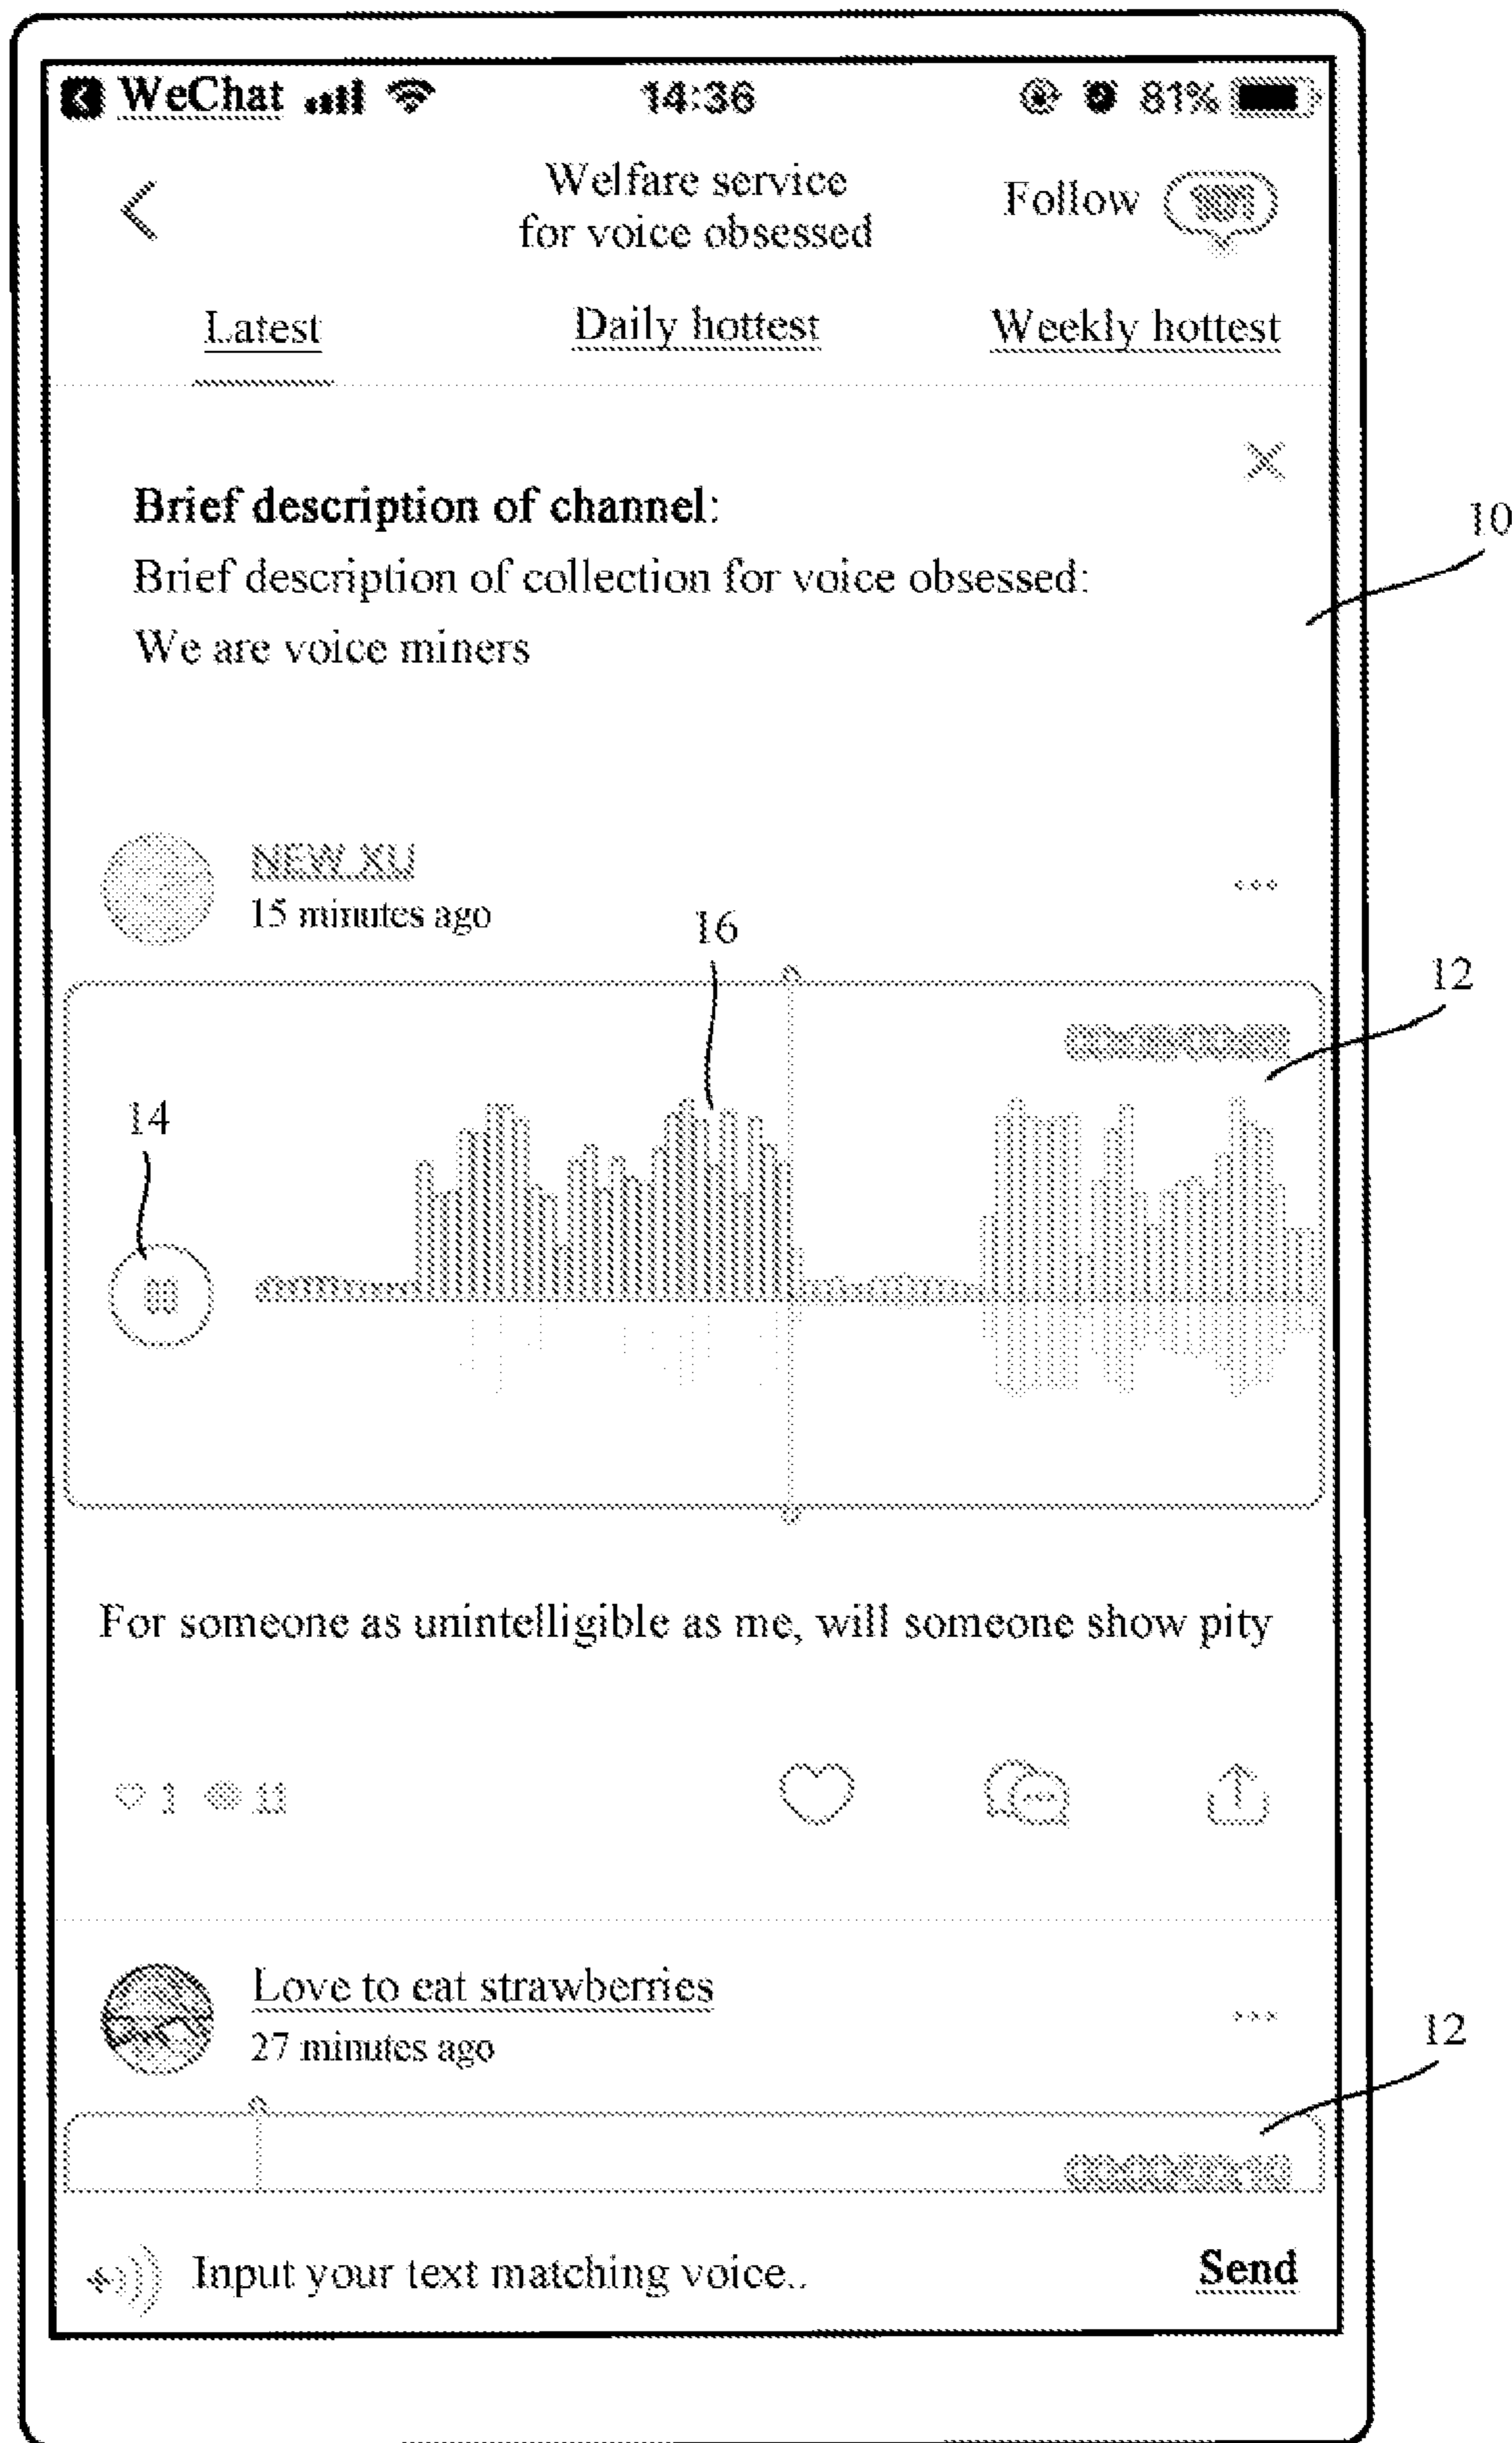 WeChat 14:36 81%
Welfare service
for voice obsessed
Follow
Latest Daily hottest Weekly hottest
Brief description of channel:
Brief description of collection for voice obsessed:
We are voice miners
10
NEW XU
15 minutes ago
16
12
14
For someone as unintelligible as me, will someone show pity
1 11
Love to eat strawberries
27 minutes ago
12
Input your text matching voice..
Send